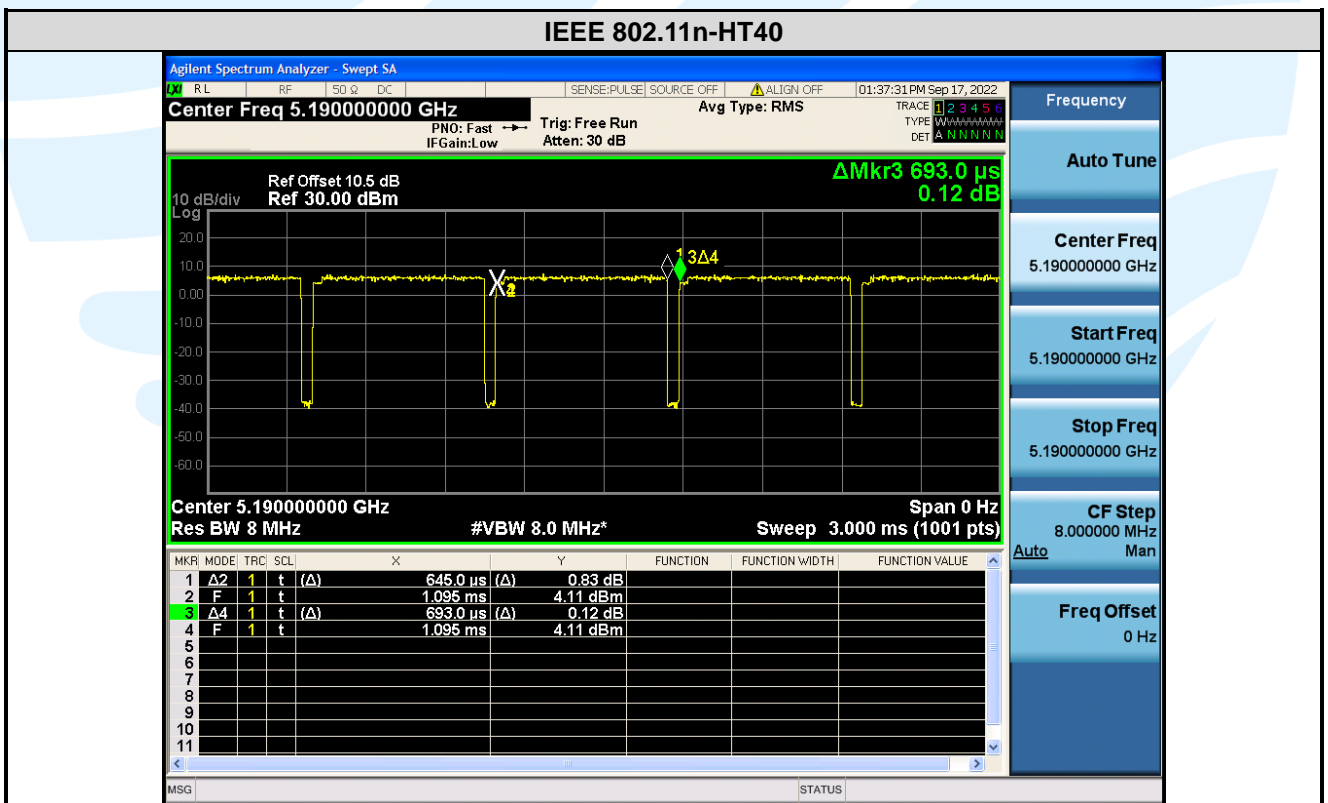 IEEE 802.11n-HT40
Agilent Spectrum Analyzer - Swept SA
LXI RL RF 50 Ω DC SENSE:PULSE SOURCE OFF ALIGN OFF 01:37:31 PM Sep 17, 2022
Center Freq 5.190000000 GHz
PNO: Fast
IFGain:Low
Trig: Free Run
Atten: 30 dB
Avg Type: RMS
TRACE 1 2 3 4 5 6
TYPE
DET A N N N N N
ΔMkr3 693.0 µs
0.12 dB
Ref Offset 10.5 dB
10 dB/div Ref 30.00 dBm
Log
20.0
10.0
0.00
-10.0
-20.0
-30.0
-40.0
-50.0
-60.0
1 3Δ4
Center 5.190000000 GHz Span 0 Hz
Res BW 8 MHz #VBW 8.0 MHz* Sweep 3.000 ms (1001 pts)
MKR MODE TRC SCL X Y FUNCTION FUNCTION WIDTH FUNCTION VALUE
1 Δ2 1 t (Δ) 645.0 µs (Δ) 0.83 dB
2 F 1 t 1.095 ms 4.11 dBm
3 Δ4 1 t (Δ) 693.0 µs (Δ) 0.12 dB
4 F 1 t 1.095 ms 4.11 dBm
5
6
7
8
9
10
11
MSG STATUS
Frequency
Auto Tune
Center Freq
5.190000000 GHz
Start Freq
5.190000000 GHz
Stop Freq
5.190000000 GHz
CF Step
8.000000 MHz
Auto Man
Freq Offset
0 Hz